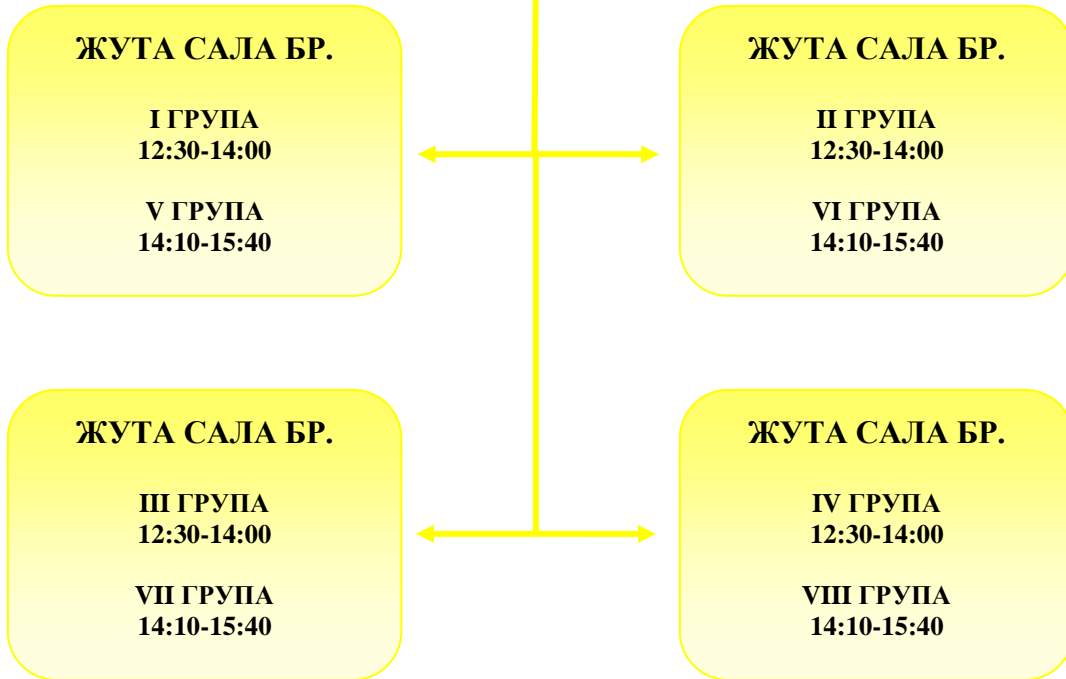 ЖУТА САЛА БР.
I ГРУПА
12:30-14:00
V ГРУПА
14:10-15:40
ЖУТА САЛА БР.
II ГРУПА
12:30-14:00
VI ГРУПА
14:10-15:40
ЖУТА САЛА БР.
III ГРУПА
12:30-14:00
VII ГРУПА
14:10-15:40
ЖУТА САЛА БР.
IV ГРУПА
12:30-14:00
VIII ГРУПА
14:10-15:40